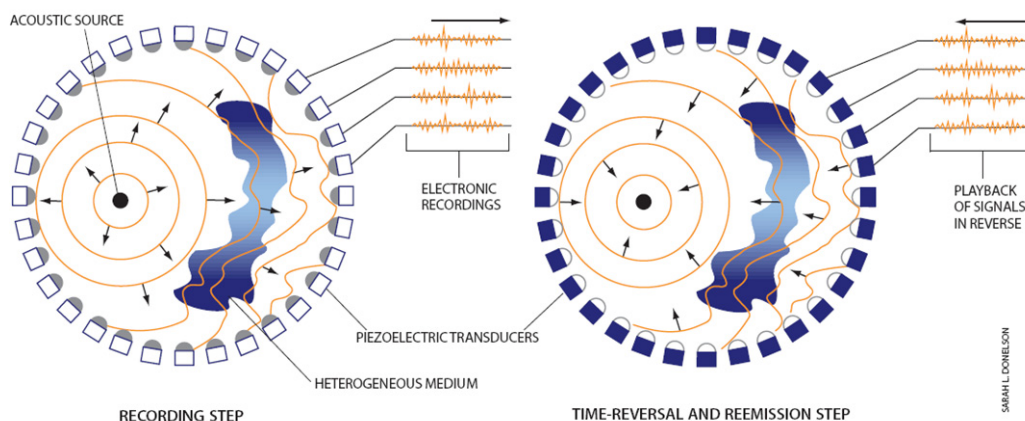 ACOUSTIC SOURCE
ELECTRONIC
RECORDINGS
PLAYBACK
OF SIGNALS
IN REVERSE
PIEZOELECTRIC TRANSDUCERS
HETEROGENEOUS MEDIUM
RECORDING STEP
TIME-REVERSAL AND REEMISSION STEP
SARAH L. DONELSON